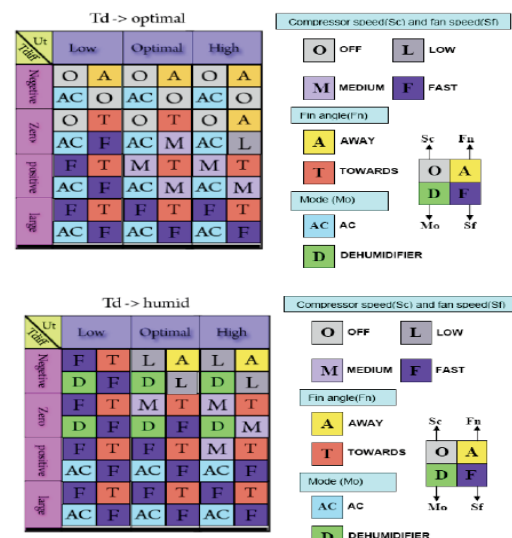 Td -> optimal
Ut
Tdiff
Low Optimal High
Negetive
O A O A O A
AC O AC O AC O
Zero
O T O T O A
AC F AC M AC L
positive
F T M T M T
AC F AC M AC M
large
F T F T F T
AC F AC F AC F
Compressor speed(Sc) and fan speed(Sf)
O OFF L LOW
M MEDIUM F FAST
Fin angle(Fn)
A AWAY
T TOWARDS
Mode (Mo)
AC AC
D DEHUMIDIFIER
Sc Fn
O A
D F
Mo Sf
Td -> humid
Ut
Tdiff
Low Optimal High
Negetive
F T L A L A
D F D L D L
Zero
F T M T M T
D F D F D M
positive
F T F T M T
AC F AC F AC F
large
F T F T F T
AC F AC F AC F
Compressor speed(Sc) and fan speed(Sf)
O OFF L LOW
M MEDIUM F FAST
Fin angle(Fn)
A AWAY
T TOWARDS
Mode (Mo)
AC AC
D DEHUMIDIFIER
Sc Fn
O A
D F
Mo Sf